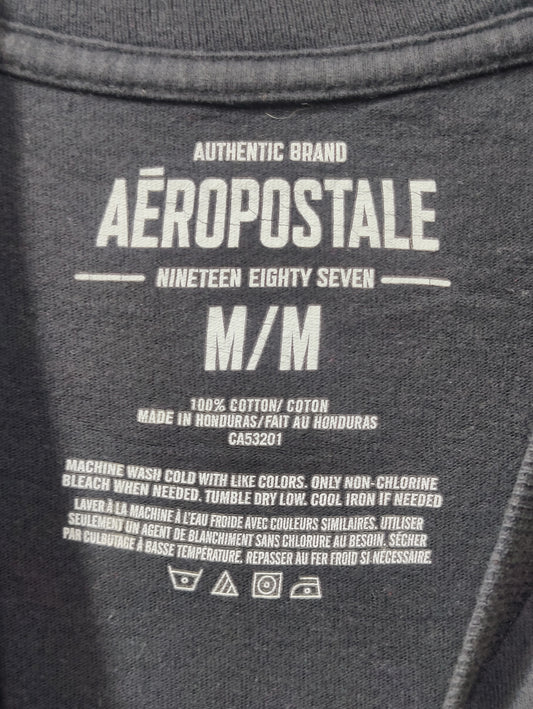 AUTHENTIC BRAND
AÉROPOSTALE
NINETEEN EIGHTY SEVEN
M/M
100% COTTON/ COTON
MADE IN HONDURAS/FAIT AU HONDURAS
CA53201
MACHINE WASH COLD WITH LIKE COLORS. ONLY NON-CHLORINE
BLEACH WHEN NEEDED. TUMBLE DRY LOW. COOL IRON IF NEEDED
LAVER À LA MACHINE À L'EAU FROIDE AVEC COULEURS SIMILAIRES. UTILISER
SEULEMENT UN AGENT DE BLANCHIMENT SANS CHLORURE AU BESOIN. SÉCHER
PAR CULBUTAGE À BASSE TEMPÉRATURE. REPASSER AU FER FROID SI NÉCESSAIRE.